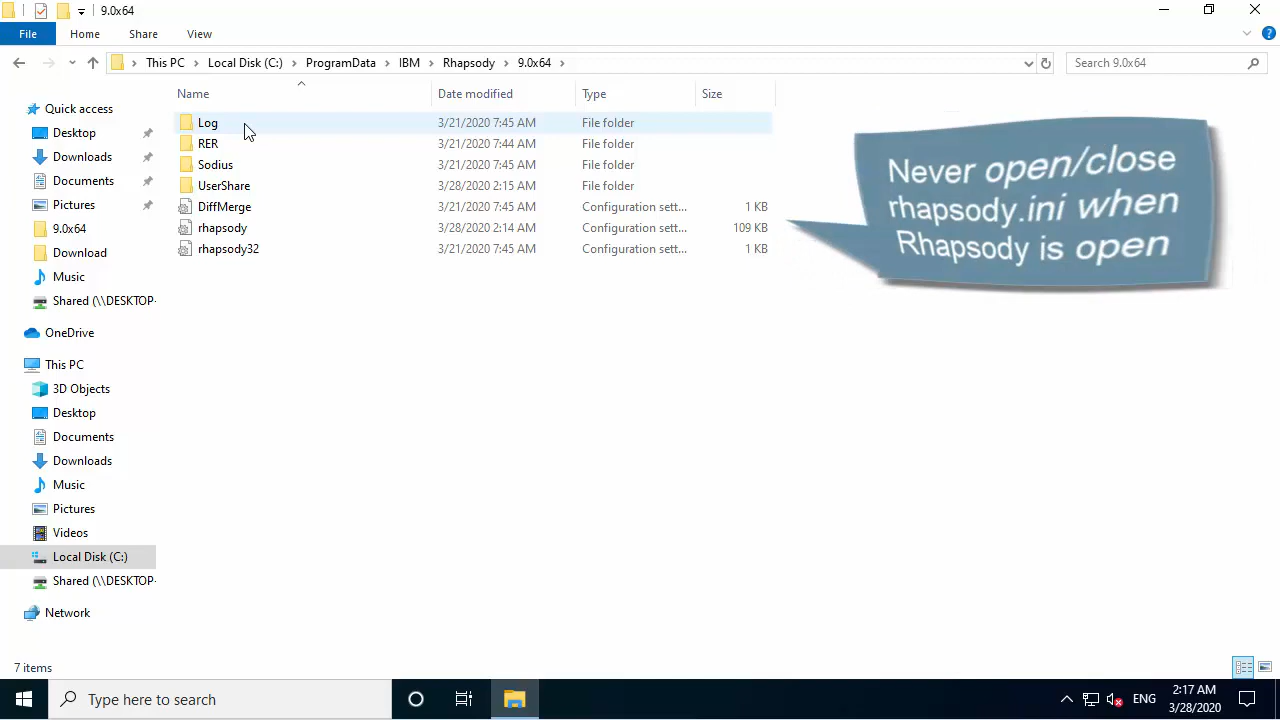 9.0x64
File
Home
Share
View
This PC
Local Disk (C:)
ProgramData
IBM
Rhapsody
9.0x64
Search 9.0x64
Name
Date modified
Type
Size
Log
3/21/2020 7:45 AM
File folder
RER
3/21/2020 7:44 AM
File folder
Sodius
3/21/2020 7:45 AM
File folder
UserShare
3/28/2020 2:15 AM
File folder
DiffMerge
3/21/2020 7:45 AM
Configuration sett...
1 KB
rhapsody
3/28/2020 2:14 AM
Configuration sett...
109 KB
rhapsody32
3/21/2020 7:45 AM
Configuration sett...
1 KB
Never open/close
rhapsody.ini when
Rhapsody is open
Quick access
Desktop
Downloads
Documents
Pictures
9.0x64
Download
Music
Shared (\\DESKTOP-
OneDrive
This PC
3D Objects
Desktop
Documents
Downloads
Music
Pictures
Videos
Local Disk (C:)
Shared (\\DESKTOP-
Network
7 items
Type here to search
ENG
2:17 AM
3/28/2020